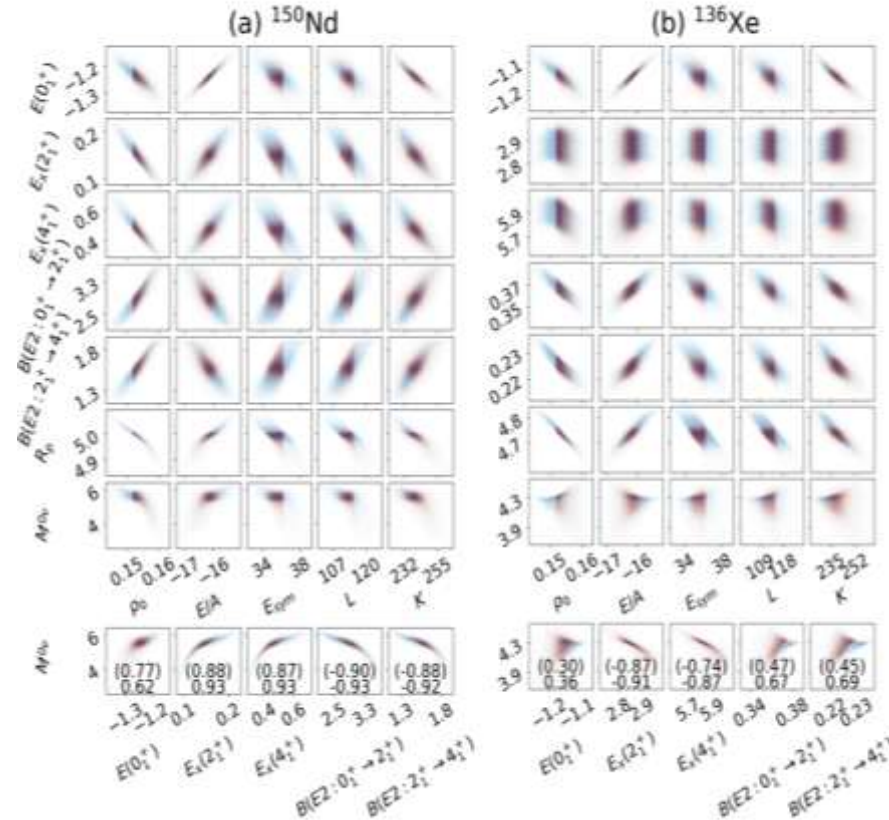 (a) ¹⁵⁰Nd
(b) ¹³⁶Xe
E(0₁⁺)
−1.2
−1.3
−1.1
−1.2
Eₓ(2₁⁺)
0.2
0.1
2.9
2.8
Eₓ(4₁⁺)
0.6
0.4
5.9
5.7
B(E2: 0₁⁺ → 2₁⁺)
3.3
2.5
0.37
0.35
B(E2: 2₁⁺ → 4₁⁺)
1.8
1.3
0.23
0.22
5.0
4.9
4.8
4.7
6
4
4.3
3.9
0.15 0.16 −17 −16 34 38 107 120 232 255
0.15 0.16 −17 −16 34 38 109 118 235 252
ρ₀ E/A E_sym L K
ρ₀ E/A E_sym L K
6
4
4.3
3.9
(0.77) (0.88) (0.87) (-0.90) (-0.88)
0.62 0.93 0.93 -0.93 -0.92
(0.30) (-0.87) (-0.74) (0.47) (0.45)
0.36 -0.91 -0.87 0.67 0.69
−1.3 −1.2 0.1 0.2 0.4 0.6 2.5 3.3 1.3 1.8
−1.2 −1.1 2.8 2.9 5.7 5.9 0.34 0.38 0.22 0.23
E(0₁⁺) Eₓ(2₁⁺) Eₓ(4₁⁺) B(E2: 0₁⁺ → 2₁⁺) B(E2: 2₁⁺ → 4₁⁺)
E(0₁⁺) Eₓ(2₁⁺) Eₓ(4₁⁺) B(E2: 0₁⁺ → 2₁⁺) B(E2: 2₁⁺ → 4₁⁺)